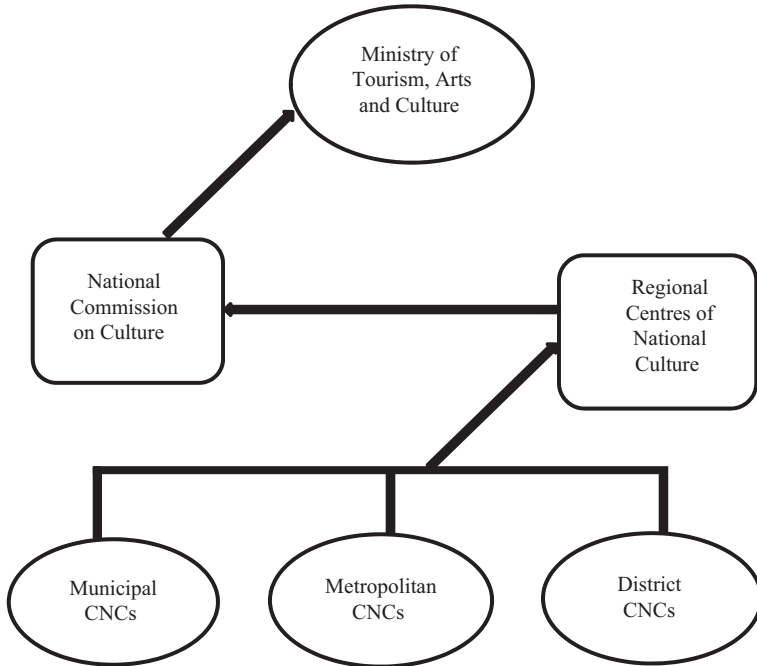 Ministry of
Tourism, Arts
and Culture
National
Commission
on Culture
Regional
Centres of
National
Culture
Municipal
CNCs
Metropolitan
CNCs
District
CNCs